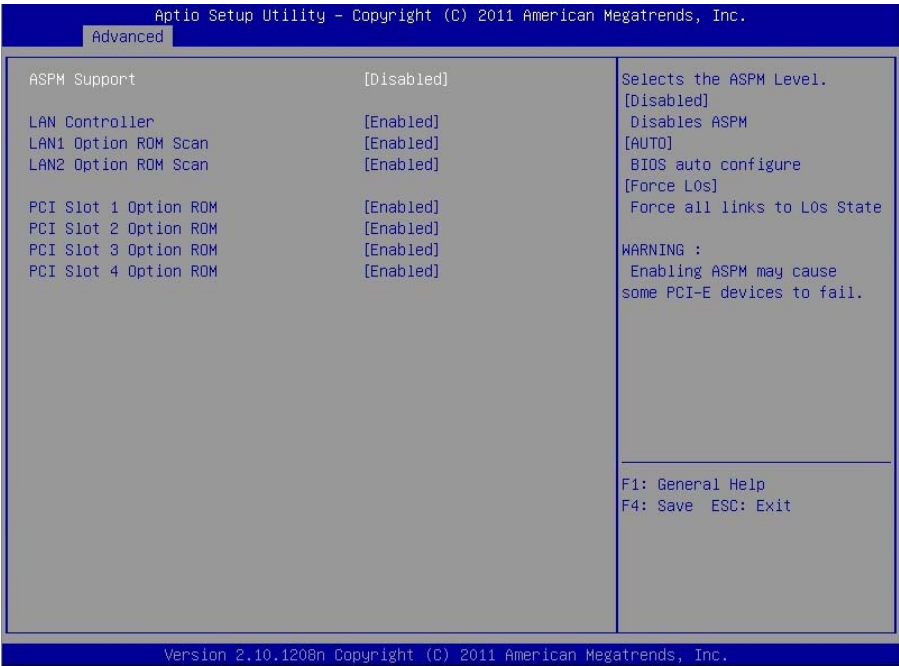 Aptio Setup Utility – Copyright (C) 2011 American Megatrends, Inc.
Advanced
ASPM Support [Disabled]
LAN Controller [Enabled]
LAN1 Option ROM Scan [Enabled]
LAN2 Option ROM Scan [Enabled]
PCI Slot 1 Option ROM [Enabled]
PCI Slot 2 Option ROM [Enabled]
PCI Slot 3 Option ROM [Enabled]
PCI Slot 4 Option ROM [Enabled]
Selects the ASPM Level.
[Disabled]
Disables ASPM
[AUTO]
BIOS auto configure
[Force L0s]
Force all links to L0s State
WARNING :
Enabling ASPM may cause
some PCI-E devices to fail.
F1: General Help
F4: Save ESC: Exit
Version 2.10.1208n Copyright (C) 2011 American Megatrends, Inc.